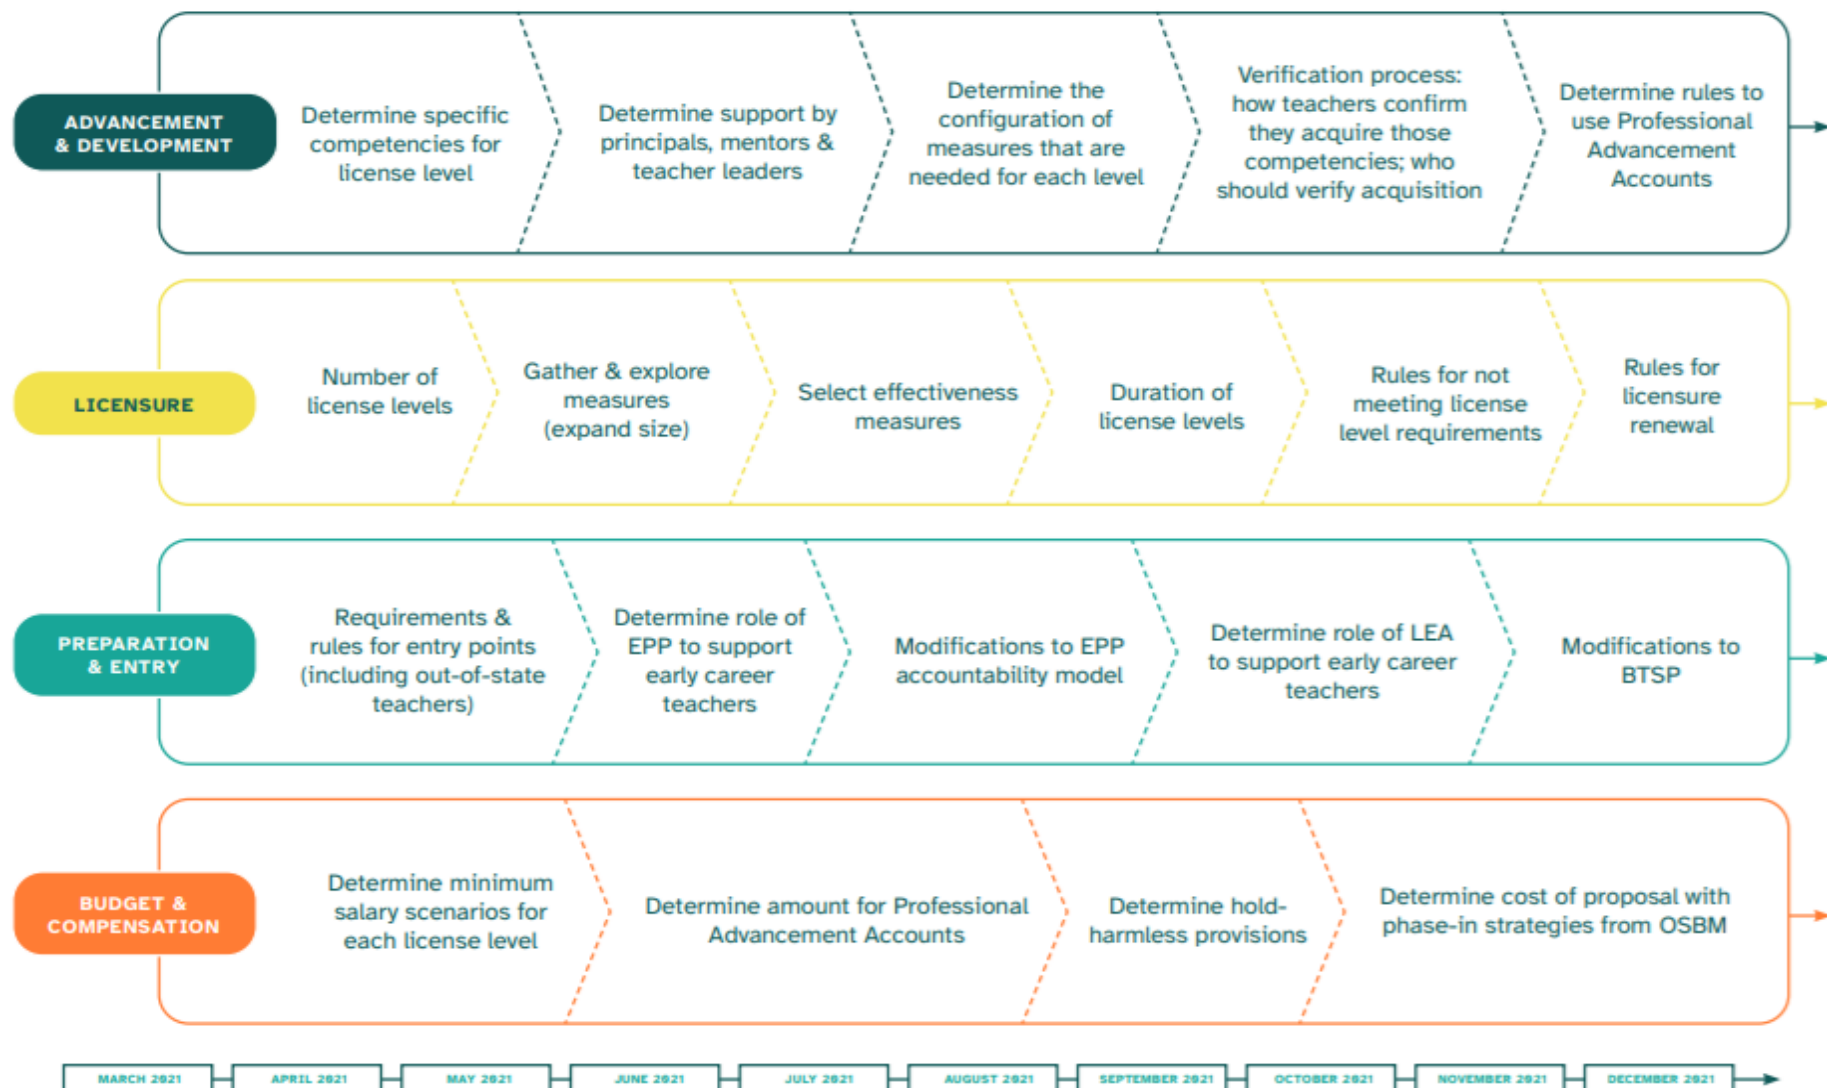 ADVANCEMENT
& DEVELOPMENT
Determine specific
competencies for
license level
Determine support by
principals, mentors &
teacher leaders
Determine the
configuration of
measures that are
needed for each level
Verification process:
how teachers confirm
they acquire those
competencies; who
should verify acquisition
Determine rules to
use Professional
Advancement
Accounts
LICENSURE
Number of
license levels
Gather & explore
measures
(expand size)
Select effectiveness
measures
Duration of
license levels
Rules for not
meeting license
level requirements
Rules for
licensure
renewal
PREPARATION
& ENTRY
Requirements &
rules for entry points
(including out-of-state
teachers)
Determine role of
EPP to support
early career
teachers
Modifications to EPP
accountability model
Determine role of LEA
to support early career
teachers
Modifications to
BTSP
BUDGET &
COMPENSATION
Determine minimum
salary scenarios for
each license level
Determine amount for Professional
Advancement Accounts
Determine hold-
harmless provisions
Determine cost of proposal with
phase-in strategies from OSBM
MARCH 2021
APRIL 2021
MAY 2021
JUNE 2021
JULY 2021
AUGUST 2021
SEPTEMBER 2021
OCTOBER 2021
NOVEMBER 2021
DECEMBER 2021